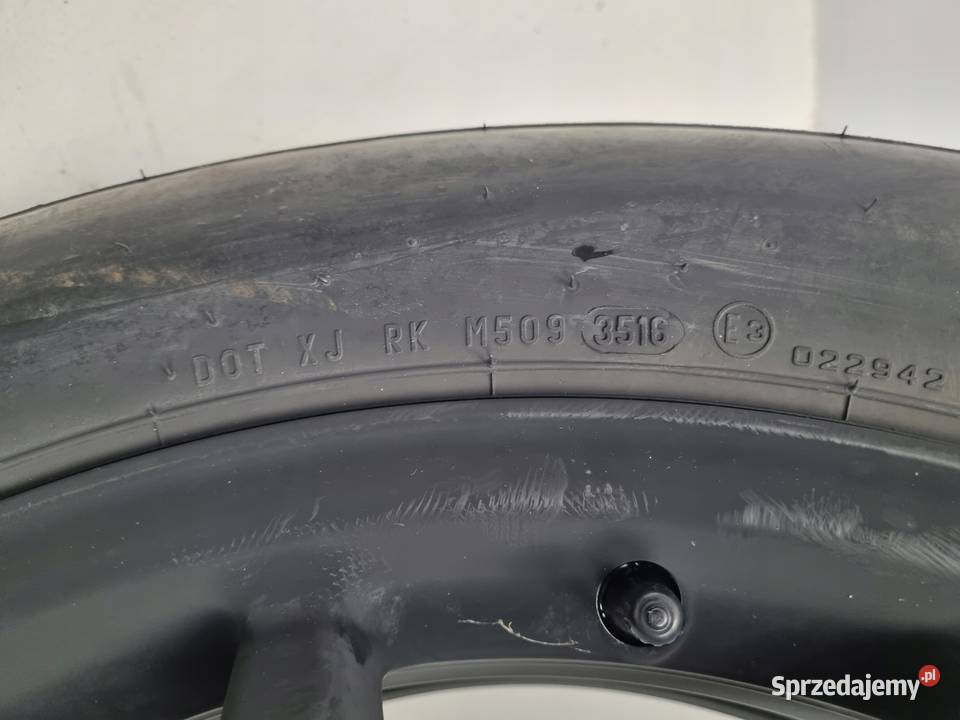 DOT XJ RK M509 3516 E3
022942
Sprzedajemy.pl